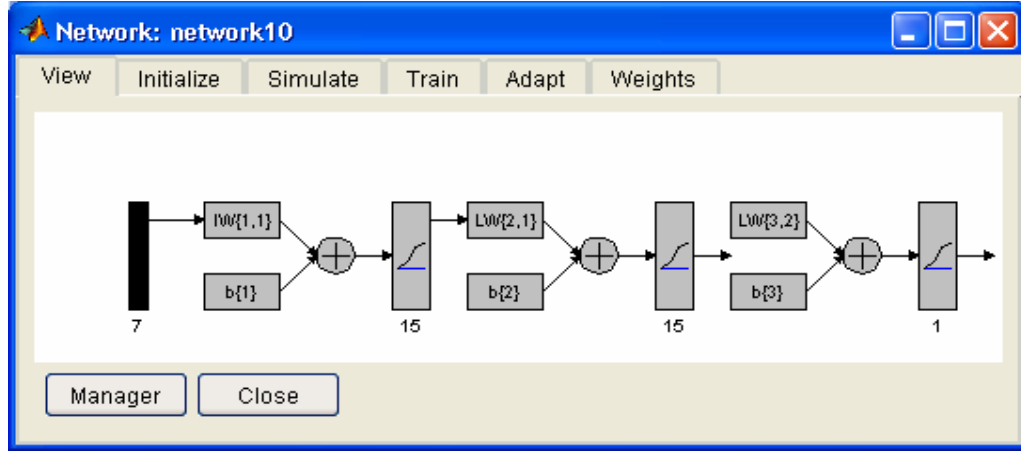 Network: network10
View Initialize Simulate Train Adapt Weights
IW{1,1} LW{2,1} LW{3,2}
b{1} b{2} b{3}
7 15 15 1
Manager Close